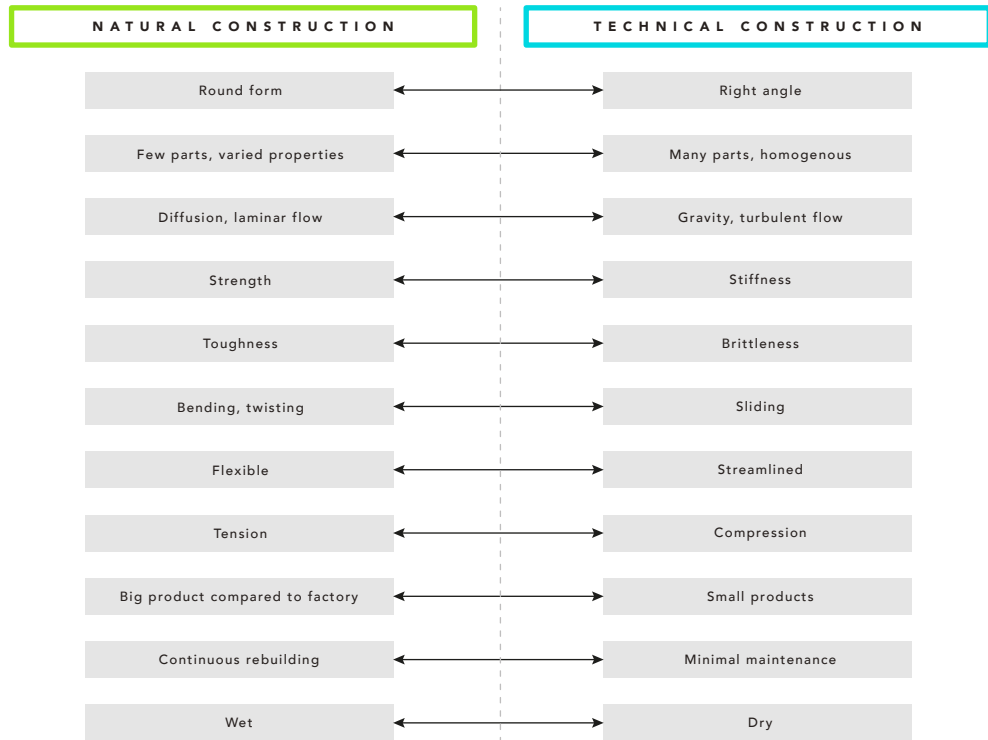 NATURAL CONSTRUCTION
TECHNICAL CONSTRUCTION
Round form
Right angle
Few parts, varied properties
Many parts, homogenous
Diffusion, laminar flow
Gravity, turbulent flow
Strength
Stiffness
Toughness
Brittleness
Bending, twisting
Sliding
Flexible
Streamlined
Tension
Compression
Big product compared to factory
Small products
Continuous rebuilding
Minimal maintenance
Wet
Dry